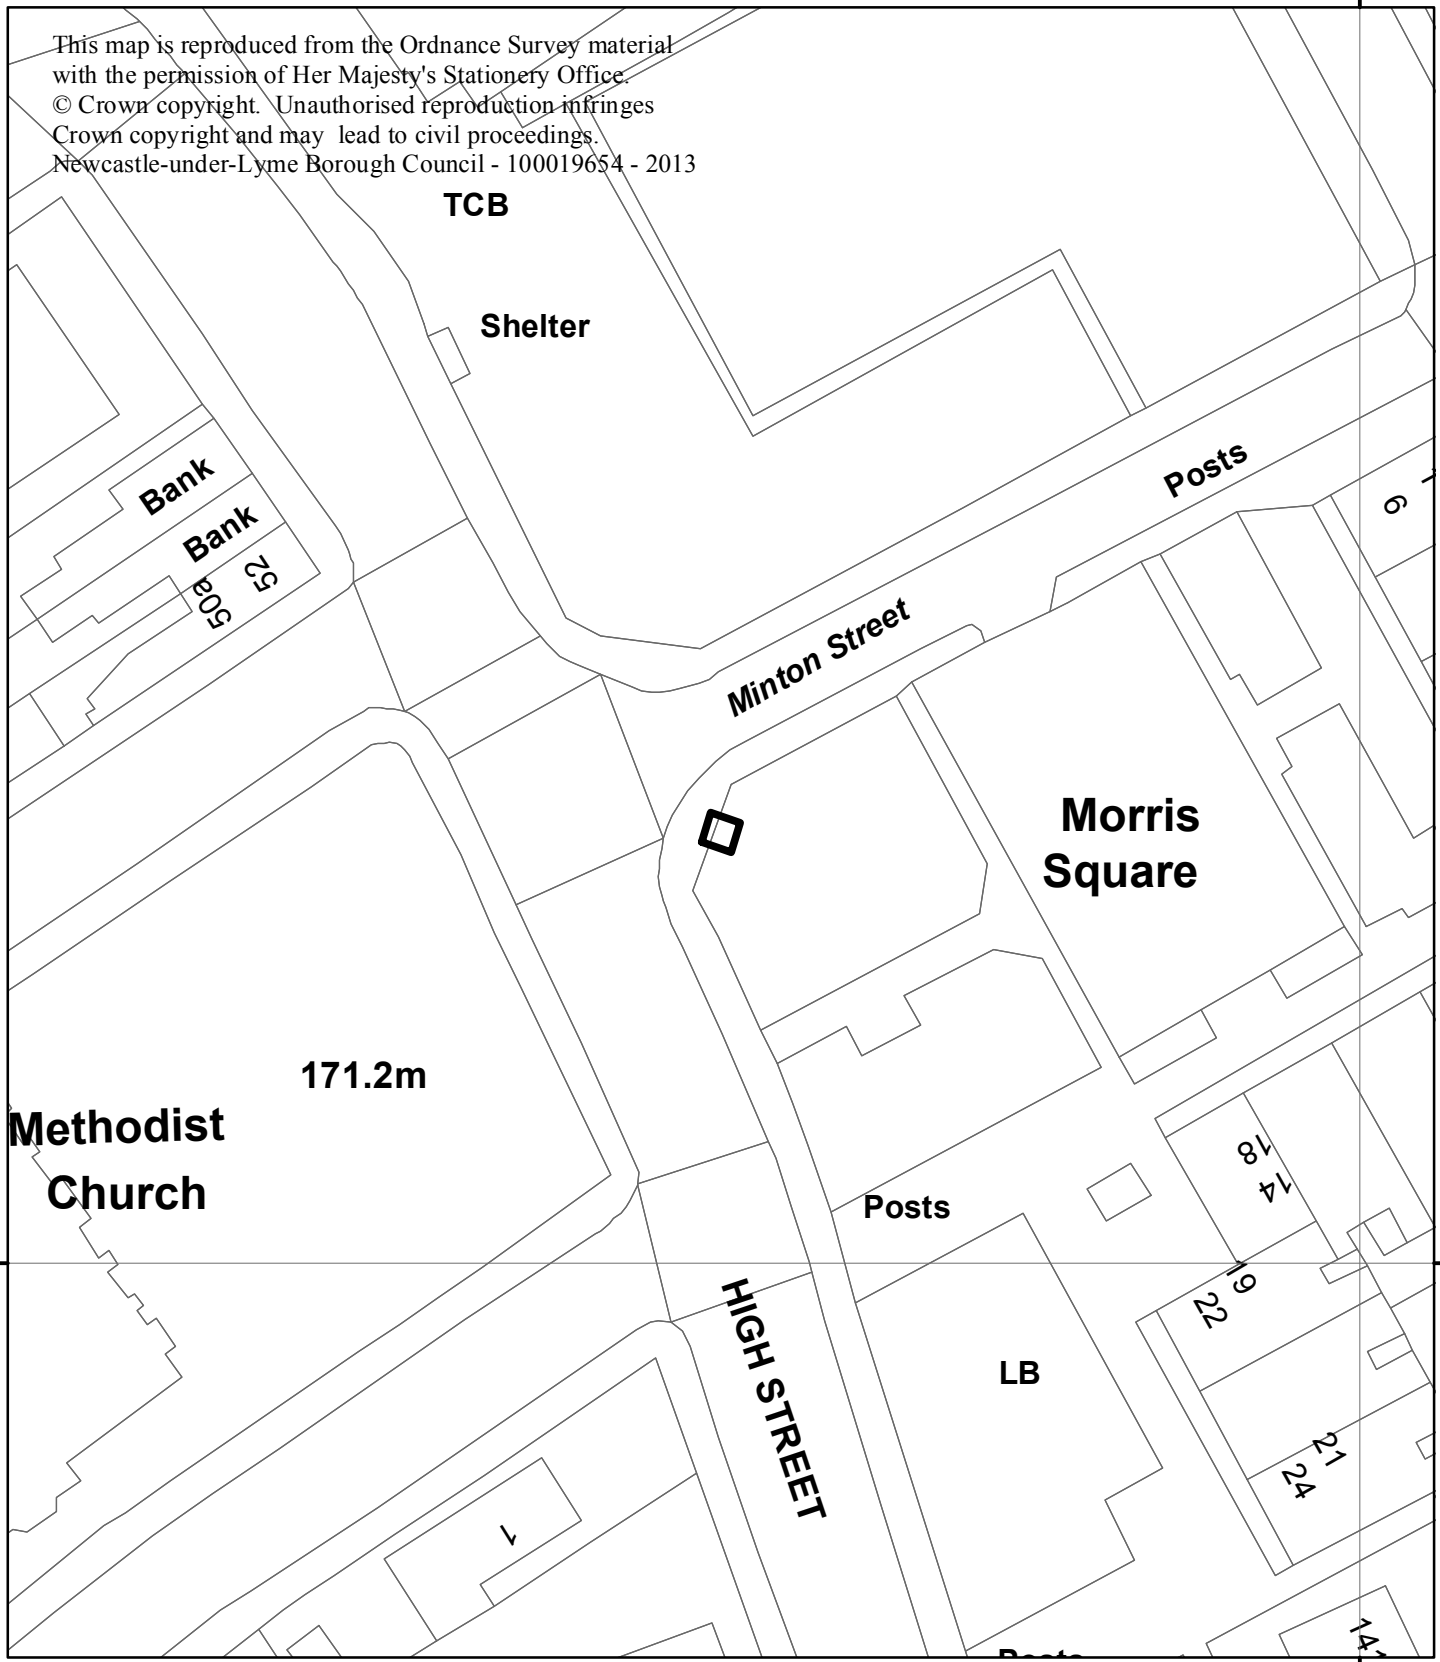 This map is reproduced from the Ordnance Survey material
with the permission of Her Majesty's Stationery Office.
© Crown copyright.  Unauthorised reproduction infringes
Crown copyright and may  lead to civil proceedings.
Newcastle-under-Lyme Borough Council - 100019654 - 2013
TCB
Shelter
Posts
Bank
Bank
52
50a
6
Minton Street
Morris
Square
171.2m
Methodist
Church
18
14
Posts
19
22
HIGH STREET
LB
21
24
1
Posts